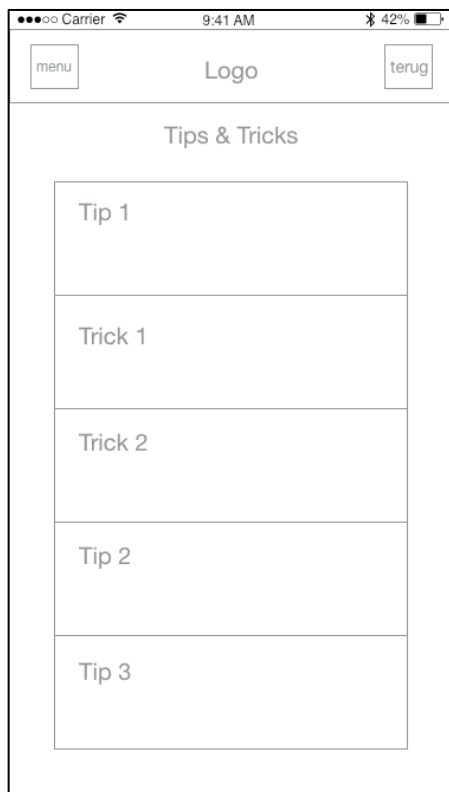 Carrier 9:41 AM 42%
menu Logo terug
Tips & Tricks
Tip 1
Trick 1
Trick 2
Tip 2
Tip 3